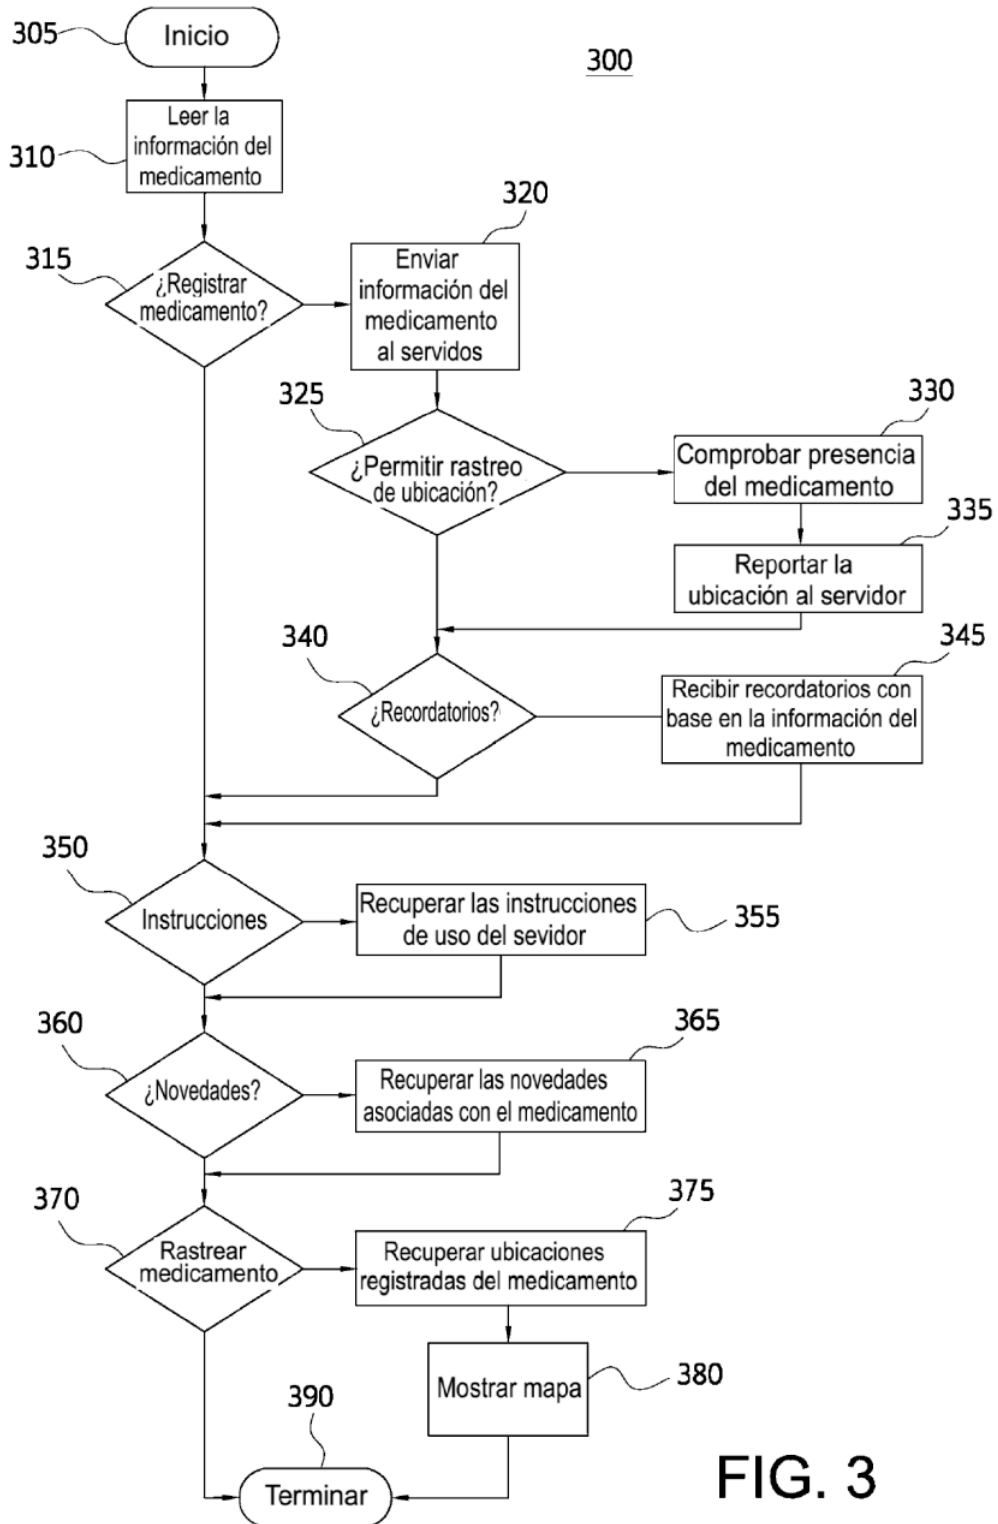 305
Inicio
300
310
Leer la
información del
medicamento
315
¿Registrar
medicamento?
320
Enviar
información del
medicamento
al servidos
325
¿Permitir rastreo
de ubicación?
330
Comprobar presencia
del medicamento
335
Reportar la
ubicación al servidor
340
¿Recordatorios?
345
Recibir recordatorios con
base en la información del
medicamento
350
Instrucciones
Recuperar las instrucciones
de uso del sevidor
355
360
¿Novedades?
365
Recuperar las novedades
asociadas con el medicamento
370
Rastrear
medicamento
375
Recuperar ubicaciones
registradas del medicamento
Mostrar mapa
380
390
Terminar
FIG. 3